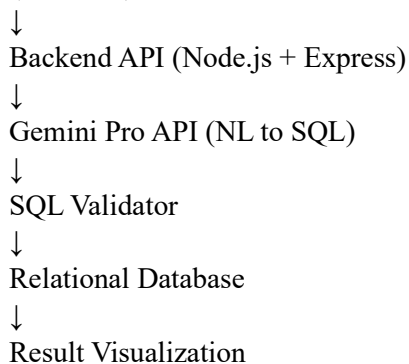 ↓
Backend API (Node.js + Express)
↓
Gemini Pro API (NL to SQL)
↓
SQL Validator
↓
Relational Database
↓
Result Visualization